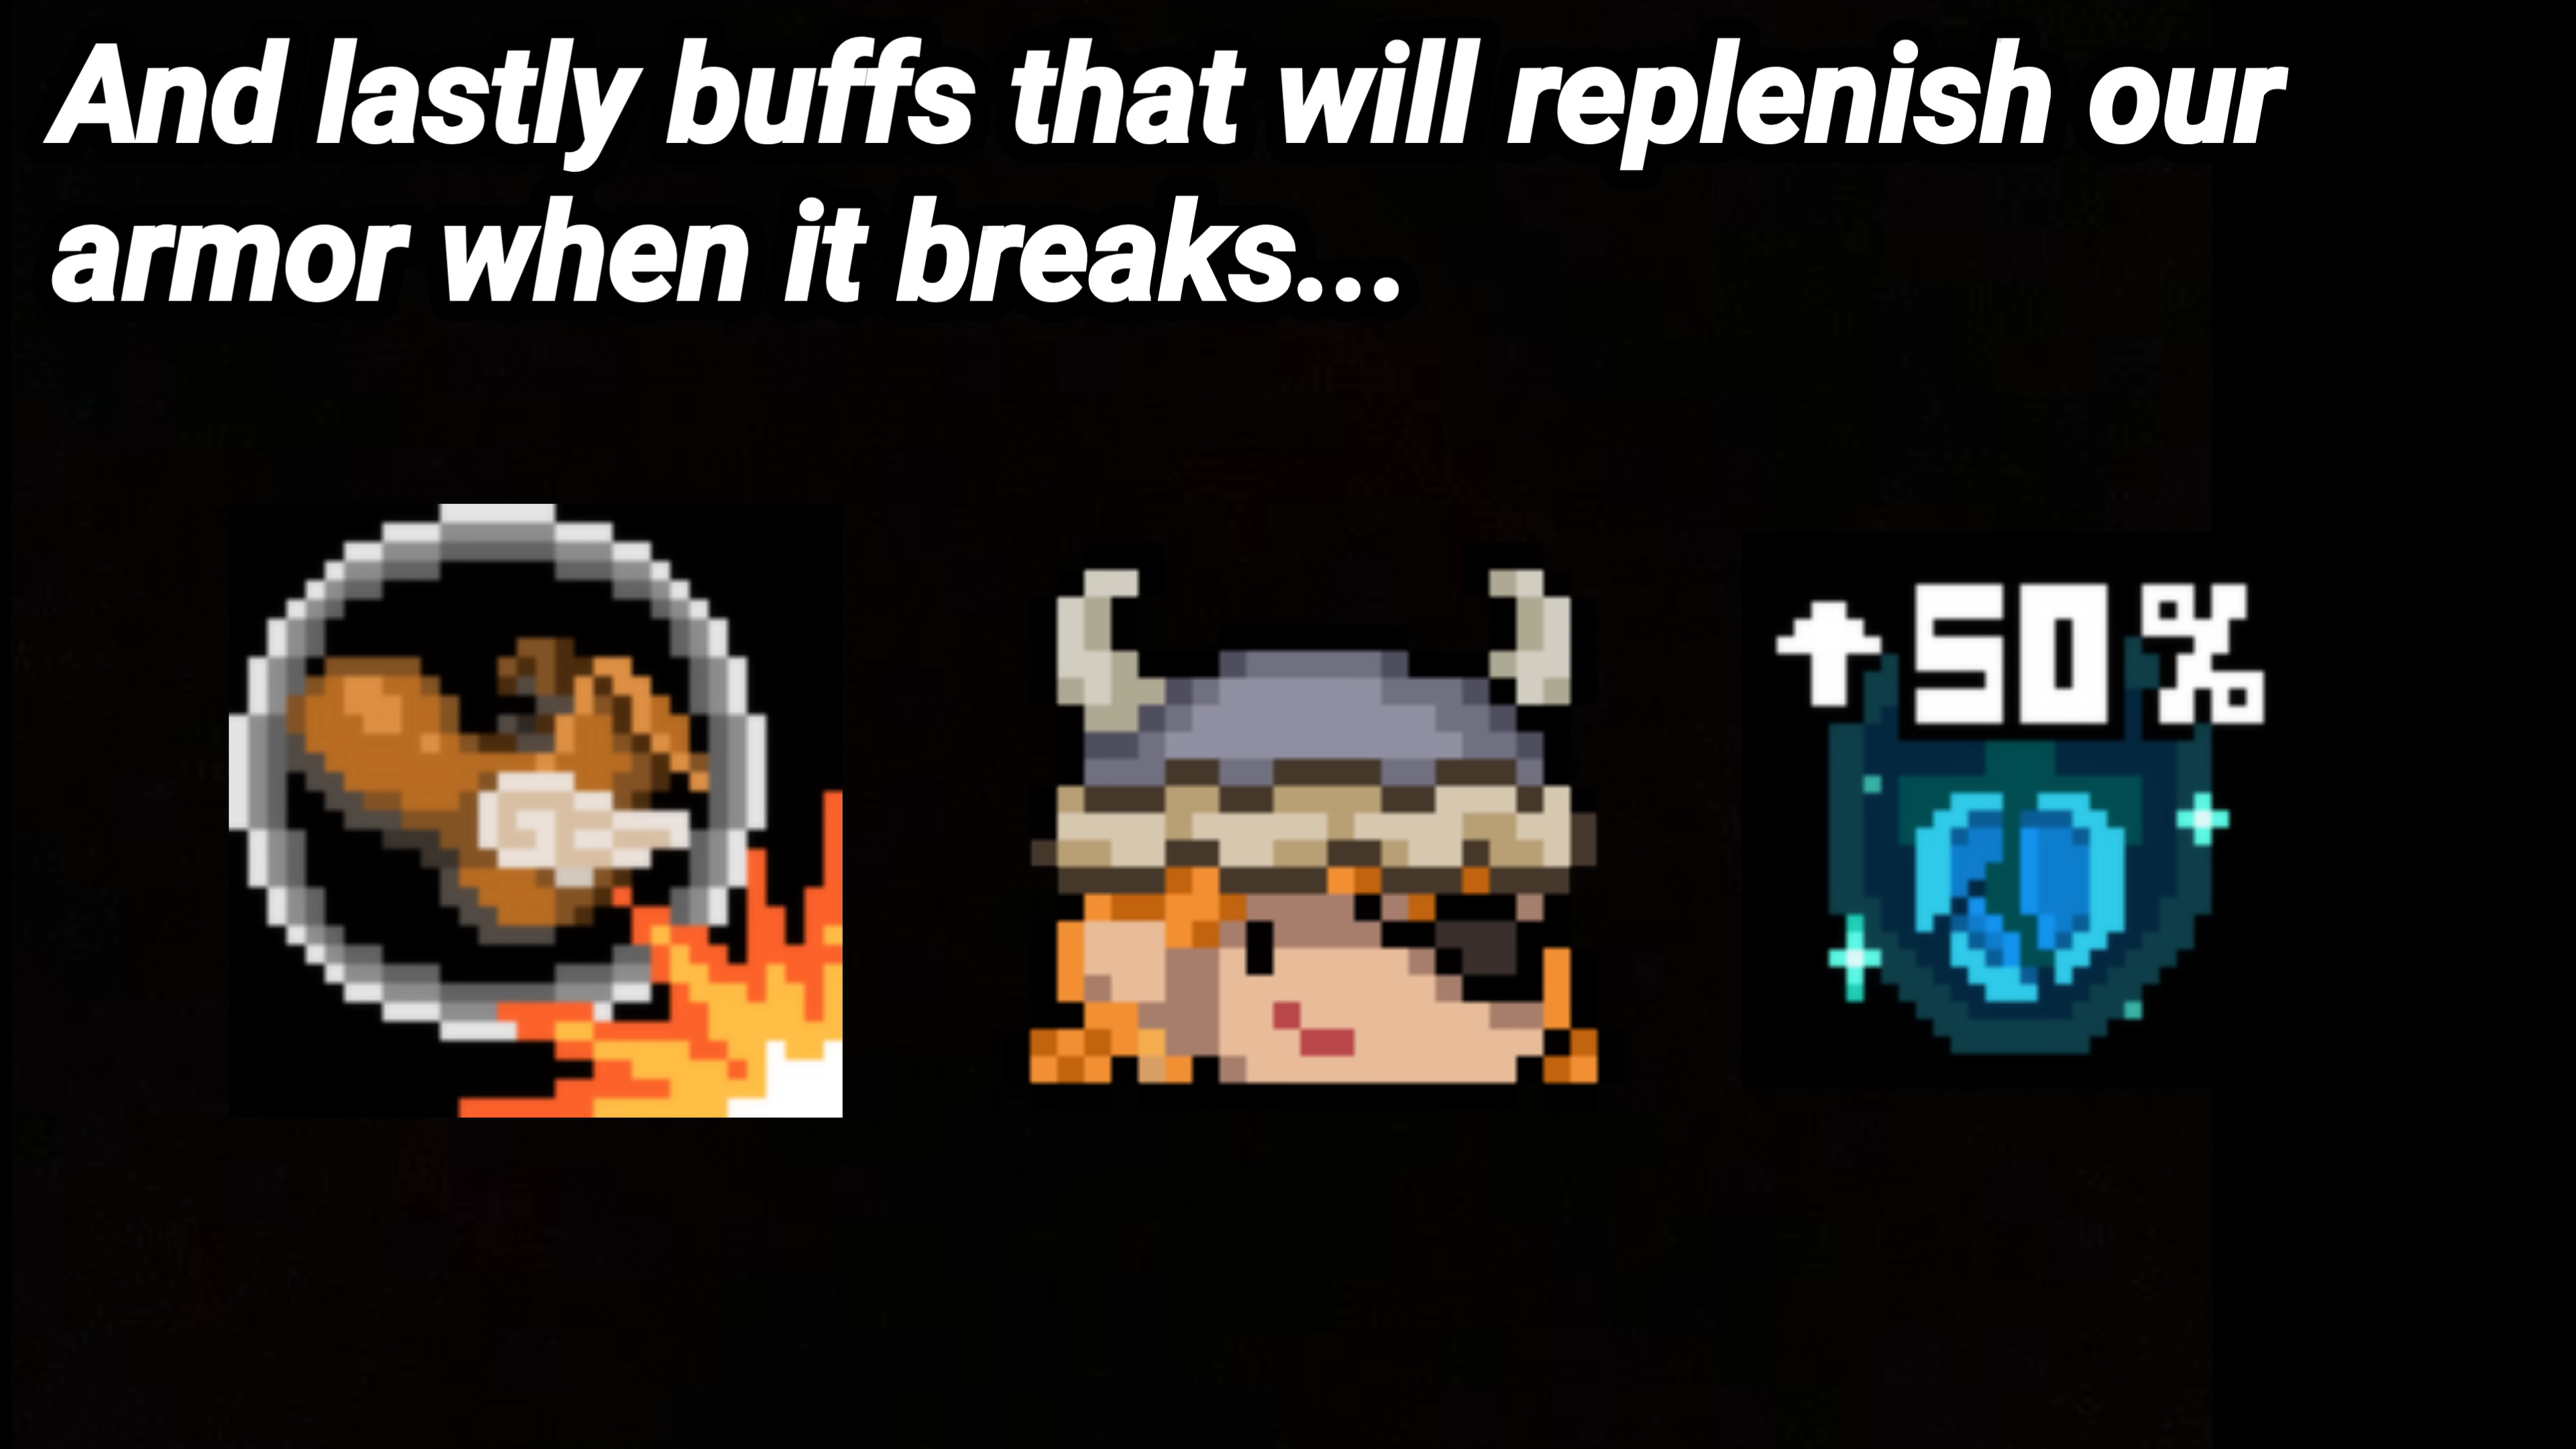 And lastly buffs that will replenish our
armor when it breaks...
↑50%